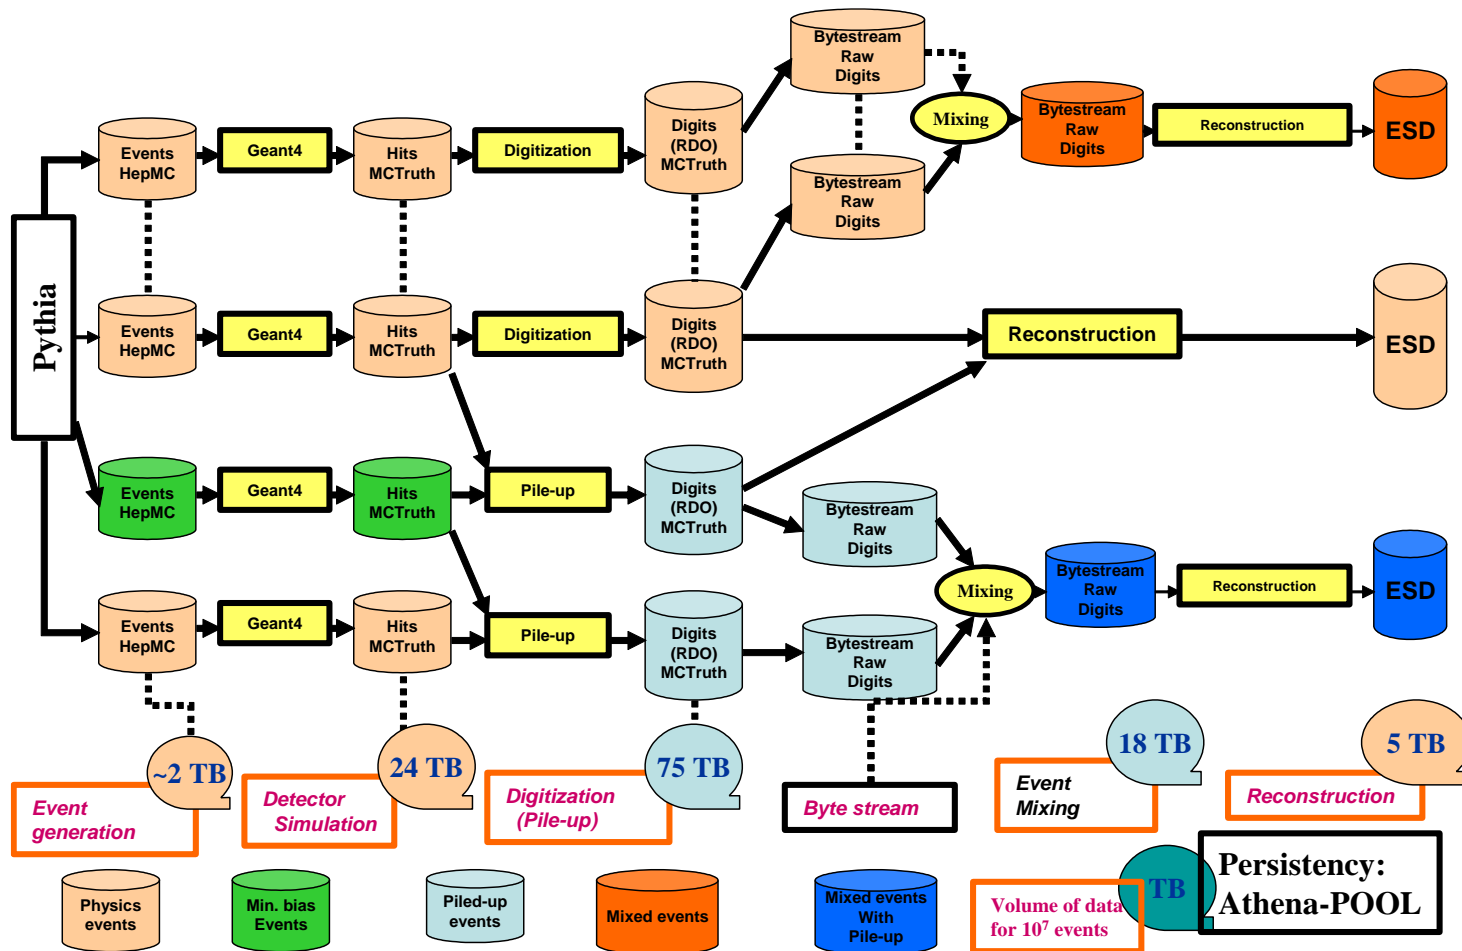 Bytestream
Raw
Digits
Mixing
Bytestream
Raw
Digits
Reconstruction
ESD
Events
HepMC
Geant4
Hits
MCTruth
Digitization
Digits
(RDO)
MCTruth
Bytestream
Raw
Digits
Pythia
Events
HepMC
Geant4
Hits
MCTruth
Digitization
Digits
(RDO)
MCTruth
Reconstruction
ESD
Events
HepMC
Geant4
Hits
MCTruth
Pile-up
Digits
(RDO)
MCTruth
Bytestream
Raw
Digits
Mixing
Bytestream
Raw
Digits
Reconstruction
ESD
Events
HepMC
Geant4
Hits
MCTruth
Pile-up
Digits
(RDO)
MCTruth
Bytestream
Raw
Digits
~2 TB
24 TB
75 TB
18 TB
5 TB
Event
generation
Detector
Simulation
Digitization
(Pile-up)
Byte stream
Event
Mixing
Reconstruction
Physics
events
Min. bias
Events
Piled-up
events
Mixed events
Mixed events
With
Pile-up
Volume of data
for 10⁷ events
TB
Persistency:
Athena-POOL